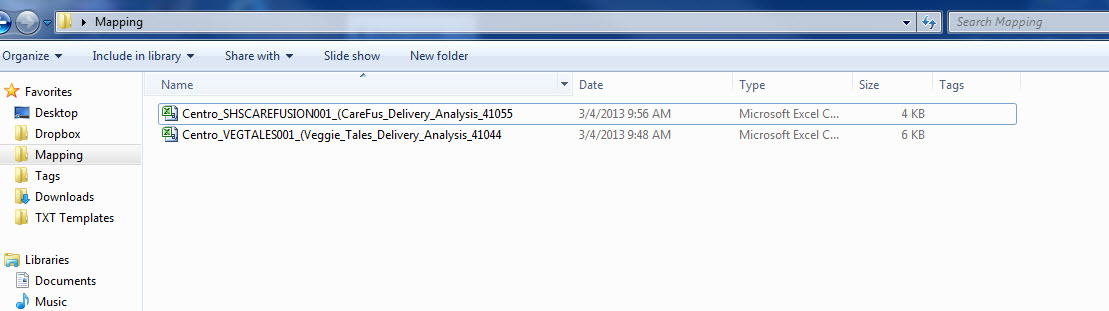 Mapping
Search Mapping
Organize Include in library Share with Slide show New folder
Name Date Type Size Tags
Favorites
Desktop
Dropbox
Mapping
Tags
Downloads
TXT Templates
Libraries
Documents
Music
Centro_SHSCAREFUSION001_(CareFus_Delivery_Analysis_41055 3/4/2013 9:56 AM Microsoft Excel C... 4 KB
Centro_VEGTALES001_(Veggie_Tales_Delivery_Analysis_41044 3/4/2013 9:48 AM Microsoft Excel C... 6 KB